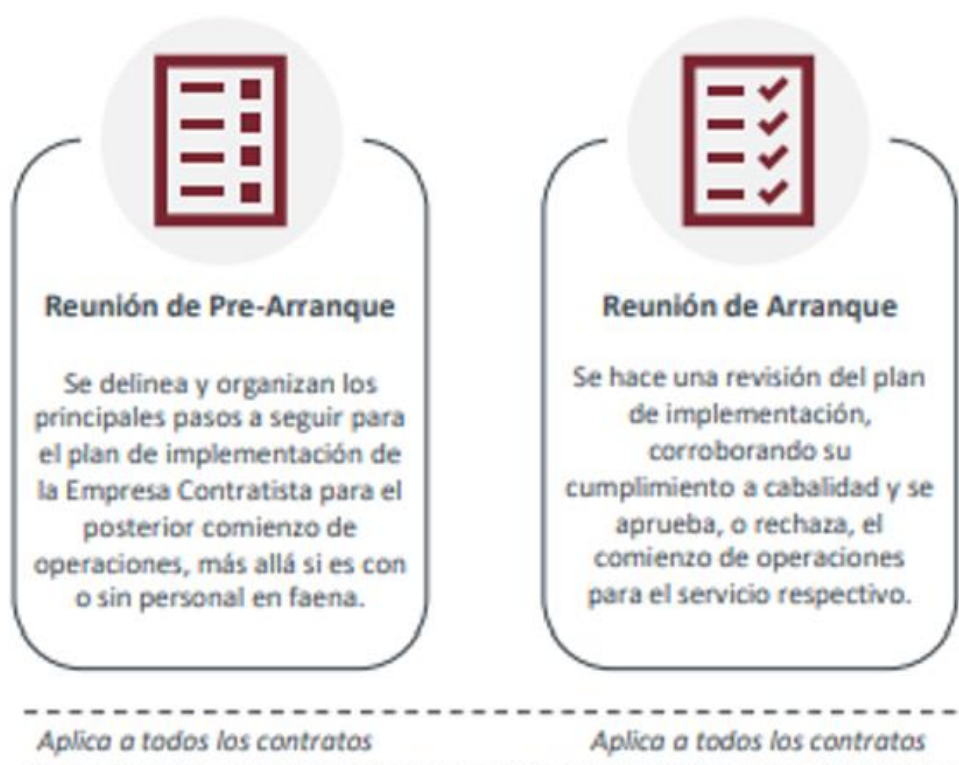 Reunión de Pre-Arranque
Se delinea y organizan los
principales pasos a seguir para
el plan de implementación de
la Empresa Contratista para el
posterior comienzo de
operaciones, más allá si es con
o sin personal en faena.
Aplica a todos los contratos
Reunión de Arranque
Se hace una revisión del plan
de implementación,
corroborando su
cumplimiento a cabalidad y se
aprueba, o rechaza, el
comienzo de operaciones
para el servicio respectivo.
Aplica a todos los contratos